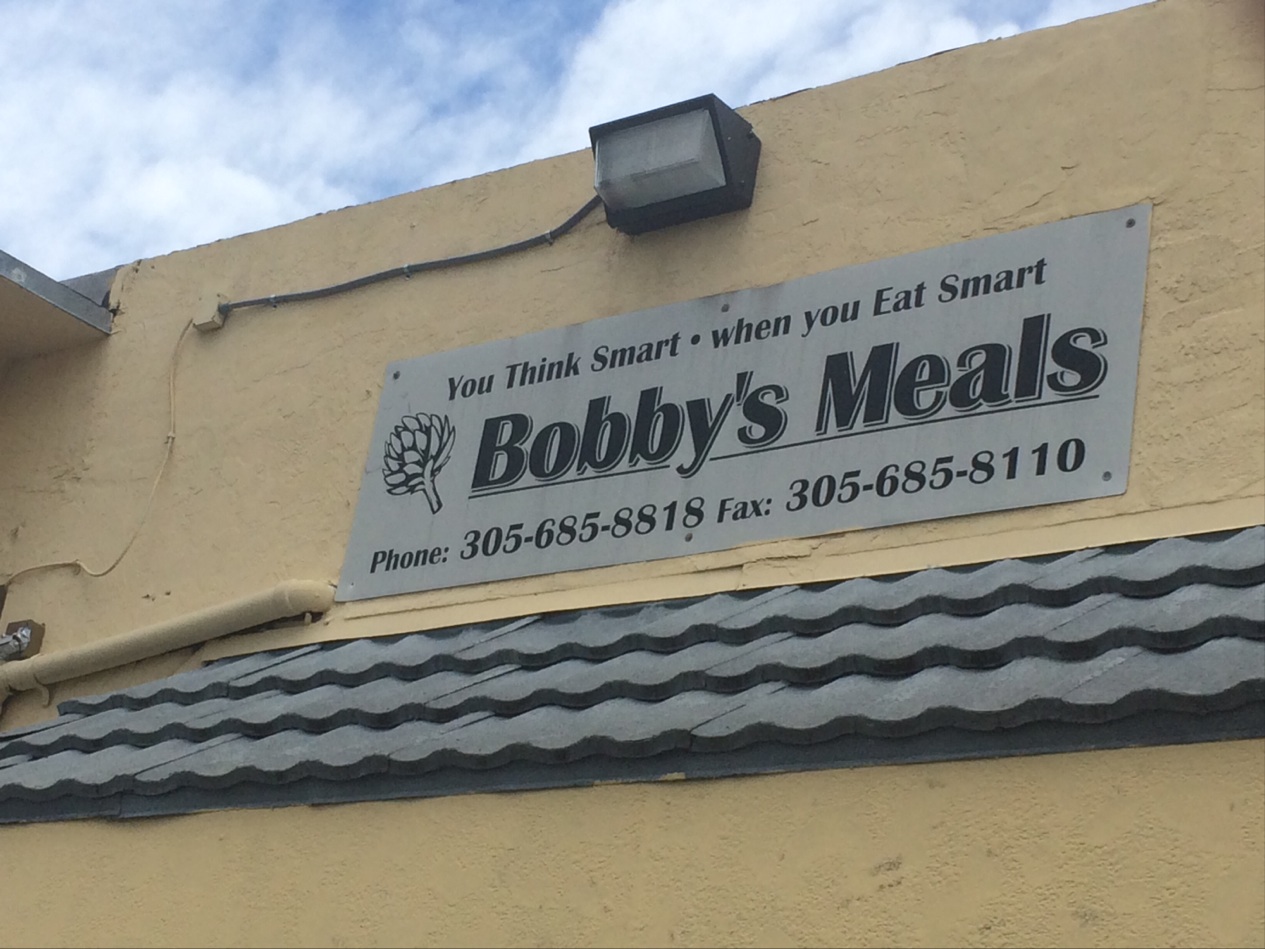 You Think Smart • when you Eat Smart
Bobby's Meals
Phone: 305-685-8818 Fax: 305-685-8110